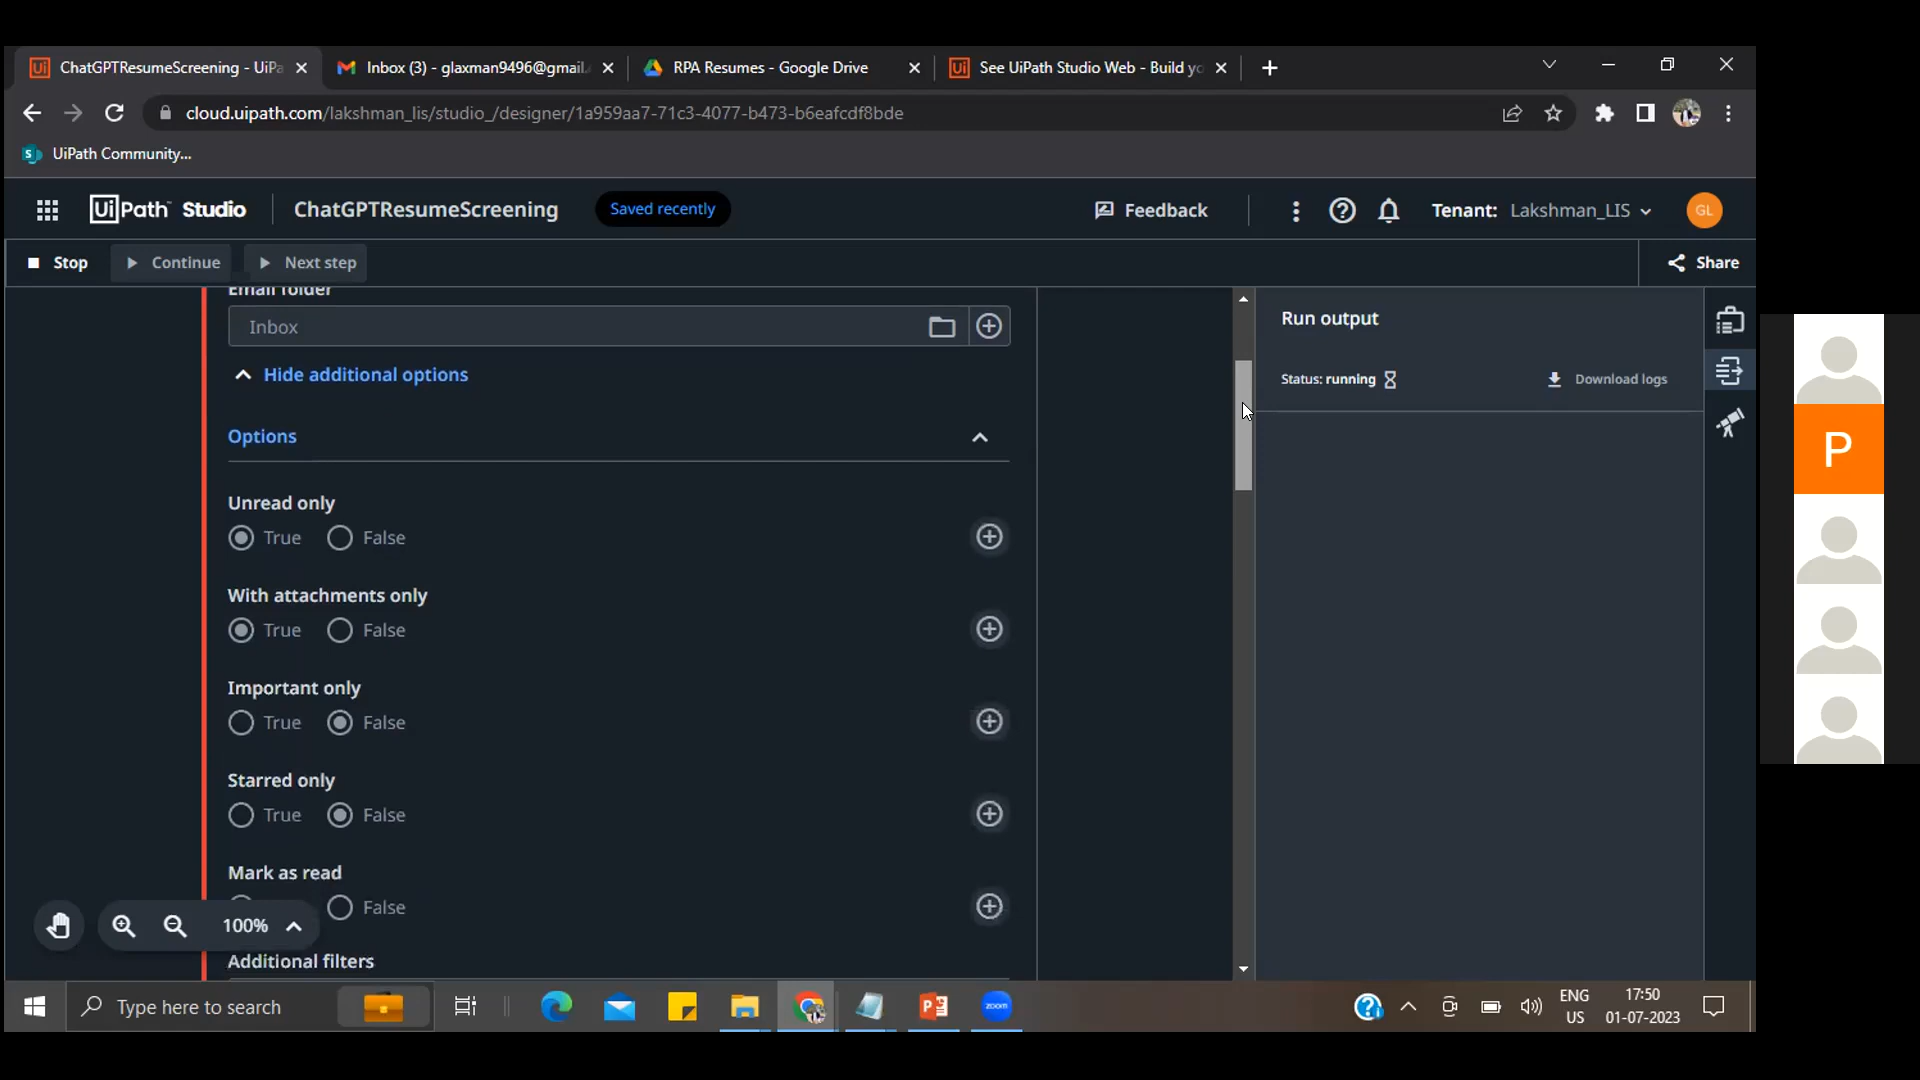 ChatGPTResumeScreening - UiPa
Inbox (3) - glaxman9496@gmail.
RPA Resumes - Google Drive
See UiPath Studio Web - Build yo
cloud.uipath.com/lakshman_lis/studio_/designer/1a959aa7-71c3-4077-b473-b6eafcdf8bde
UiPath Community...
UiPath Studio
ChatGPTResumeScreening
Saved recently
Feedback
Tenant: Lakshman_LIS
GL
Stop
Continue
Next step
Share
Email folder
Inbox
Hide additional options
Options
Unread only
True False
With attachments only
True False
Important only
True False
Starred only
True False
Mark as read
False
100%
Additional filters
Run output
Status: running
Download logs
P
Type here to search
zoom
ENG
US
17:50
01-07-2023